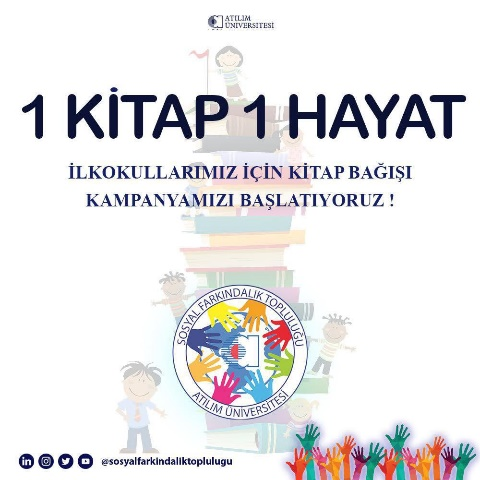 ATILIM
ÜNİVERSİTESİ
1 KİTAP 1 HAYAT
İLKOKULLARIMIZ İÇİN KİTAP BAĞIŞI
KAMPANYAMIZI BAŞLATIYORUZ !
SOSYAL FARKINDALIK TOPLULUĞU
ATILIM ÜNİVERSİTESİ
@sosyalfarkindaliktoplulugu